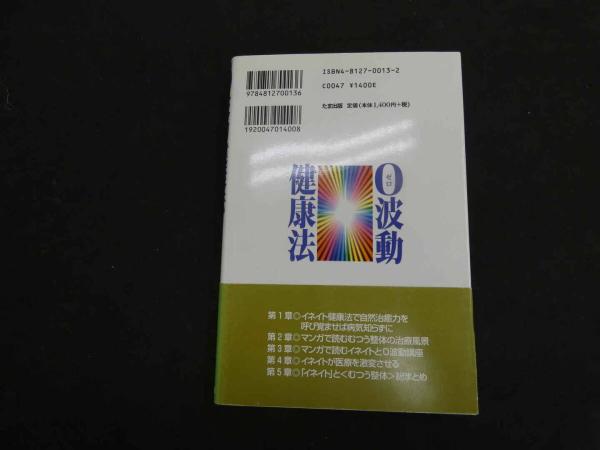 ISBN4-8127-0013-2
9784812700136
C0047 ¥1400E
たま出版 定価(本体1,400円+税)
1920047014008
0波動
ゼロ
健康法
第1章◎イネイト健康法で自然治癒力を
呼び覚ませば病気知らずに
第2章◎マンガで読むむつう整体の治療風景
第3章◎マンガで読むイネイトと0波動講座
第4章◎イネイトが医療を激変させる
第5章◎「イネイト」と<むつう整体>総まとめ